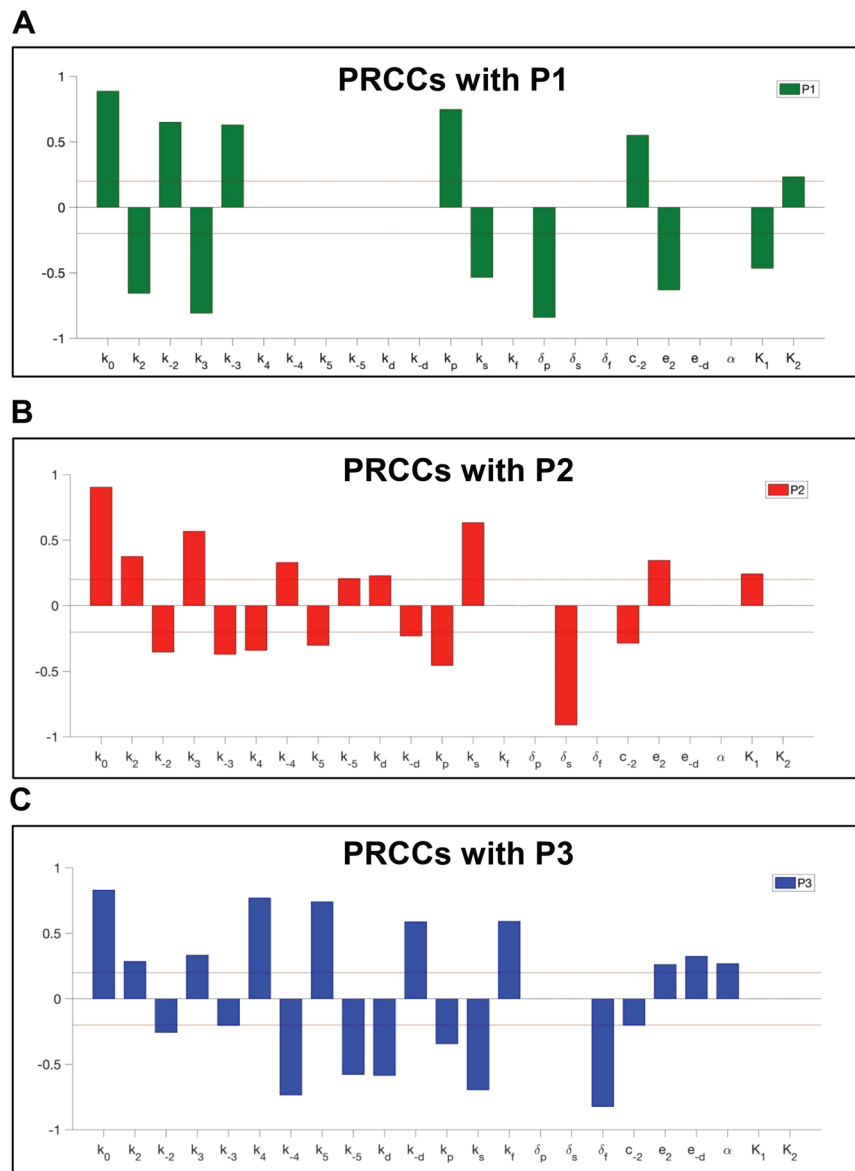 A
PRCCs with P1
P1
1
0.5
0
-0.5
-1
k0 k2 k-2 k3 k-3 k4 k-4 k5 k-5 kd k-d kp ks kf δp δs δf c-2 e2 e-d α K1 K2
B
PRCCs with P2
P2
1
0.5
0
-0.5
-1
k0 k2 k-2 k3 k-3 k4 k-4 k5 k-5 kd k-d kp ks kf δp δs δf c-2 e2 e-d α K1 K2
C
PRCCs with P3
P3
1
0.5
0
-0.5
-1
k0 k2 k-2 k3 k-3 k4 k-4 k5 k-5 kd k-d kp ks kf δp δs δf c-2 e2 e-d α K1 K2